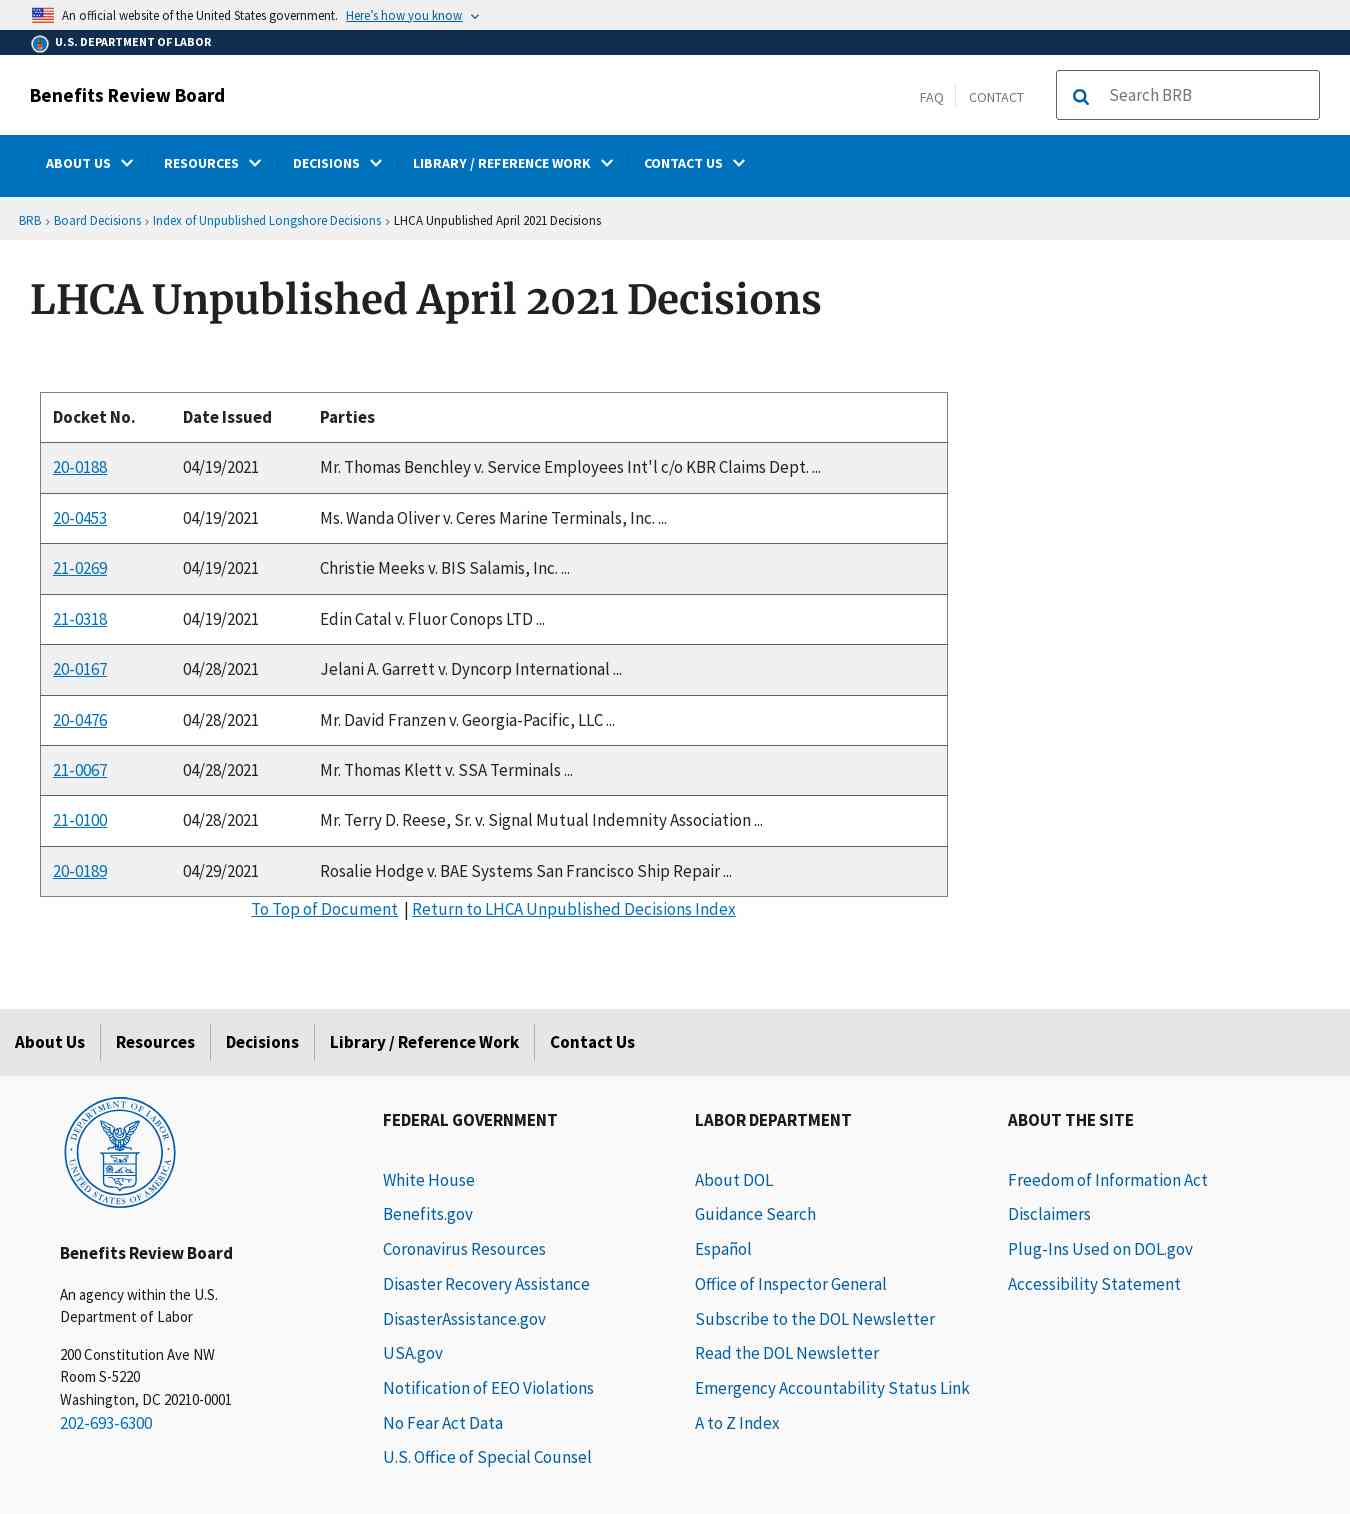 An official website of the United States government. Here’s how you know
U.S. DEPARTMENT OF LABOR
Benefits Review Board
FAQ
CONTACT
Search BRB
ABOUT US
RESOURCES
DECISIONS
LIBRARY / REFERENCE WORK
CONTACT US
BRB › Board Decisions › Index of Unpublished Longshore Decisions › LHCA Unpublished April 2021 Decisions
LHCA Unpublished April 2021 Decisions
Docket No. Date Issued Parties
20-0188 04/19/2021 Mr. Thomas Benchley v. Service Employees Int'l c/o KBR Claims Dept. ...
20-0453 04/19/2021 Ms. Wanda Oliver v. Ceres Marine Terminals, Inc. ...
21-0269 04/19/2021 Christie Meeks v. BIS Salamis, Inc. ...
21-0318 04/19/2021 Edin Catal v. Fluor Conops LTD ...
20-0167 04/28/2021 Jelani A. Garrett v. Dyncorp International ...
20-0476 04/28/2021 Mr. David Franzen v. Georgia-Pacific, LLC ...
21-0067 04/28/2021 Mr. Thomas Klett v. SSA Terminals ...
21-0100 04/28/2021 Mr. Terry D. Reese, Sr. v. Signal Mutual Indemnity Association ...
20-0189 04/29/2021 Rosalie Hodge v. BAE Systems San Francisco Ship Repair ...
To Top of Document | Return to LHCA Unpublished Decisions Index
About Us
Resources
Decisions
Library / Reference Work
Contact Us
DEPARTMENT OF LABOR
UNITED STATES OF AMERICA
Benefits Review Board
An agency within the U.S.
Department of Labor
200 Constitution Ave NW
Room S-5220
Washington, DC 20210-0001
202-693-6300
FEDERAL GOVERNMENT
White House
Benefits.gov
Coronavirus Resources
Disaster Recovery Assistance
DisasterAssistance.gov
USA.gov
Notification of EEO Violations
No Fear Act Data
U.S. Office of Special Counsel
LABOR DEPARTMENT
About DOL
Guidance Search
Español
Office of Inspector General
Subscribe to the DOL Newsletter
Read the DOL Newsletter
Emergency Accountability Status Link
A to Z Index
ABOUT THE SITE
Freedom of Information Act
Disclaimers
Plug-Ins Used on DOL.gov
Accessibility Statement